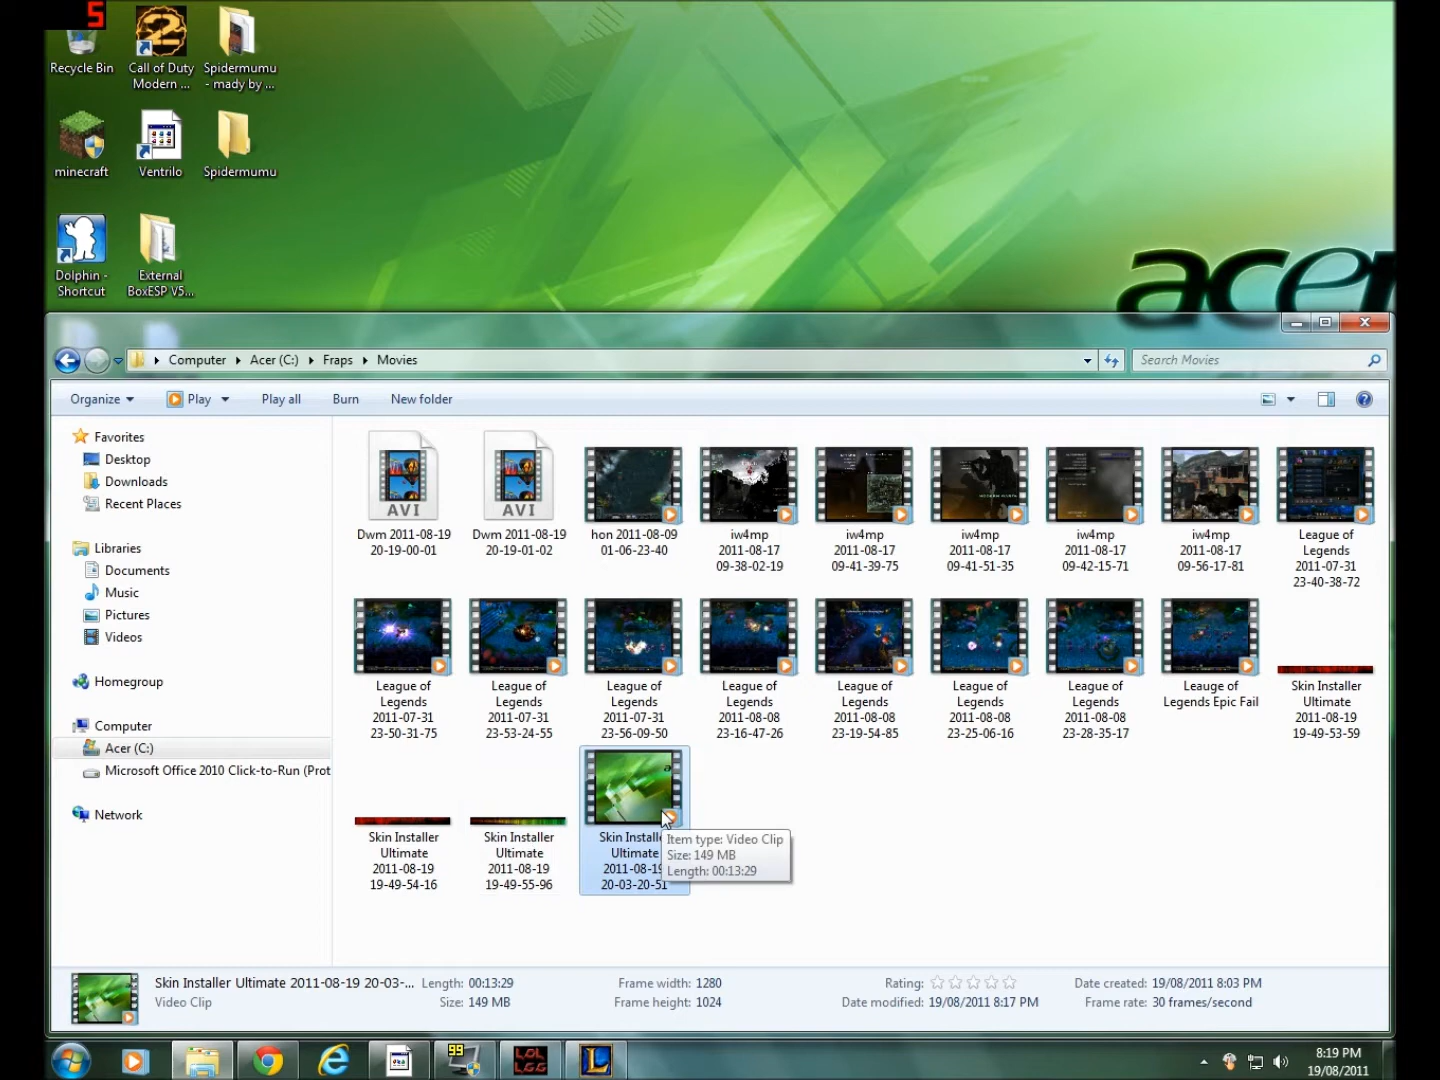 5
Recycle Bin
Call of Duty
Modern ...
Spidermumu
- mady by ...
minecraft
Ventrilo
Spidermumu
Dolphin -
Shortcut
External
BoxESP V5...
acer
Computer
Acer (C:)
Fraps
Movies
Search Movies
Organize
Play
Play all
Burn
New folder
Favorites
Desktop
Downloads
Recent Places
Libraries
Documents
Music
Pictures
Videos
Homegroup
Computer
Acer (C:)
Microsoft Office 2010 Click-to-Run (Prot
Network
AVI
Dwm 2011-08-19
20-19-00-01
AVI
Dwm 2011-08-19
20-19-01-02
hon 2011-08-09
01-06-23-40
iw4mp
2011-08-17
09-38-02-19
iw4mp
2011-08-17
09-41-39-75
iw4mp
2011-08-17
09-41-51-35
iw4mp
2011-08-17
09-42-15-71
iw4mp
2011-08-17
09-56-17-81
League of
Legends
2011-07-31
23-40-38-72
League of
Legends
2011-07-31
23-50-31-75
League of
Legends
2011-07-31
23-53-24-55
League of
Legends
2011-07-31
23-56-09-50
League of
Legends
2011-08-08
23-16-47-26
League of
Legends
2011-08-08
23-19-54-85
League of
Legends
2011-08-08
23-25-06-16
League of
Legends
2011-08-08
23-28-35-17
Leauge of
Legends Epic Fail
Skin Installer
Ultimate
2011-08-19
19-49-53-59
Skin Installer
Ultimate
2011-08-19
19-49-54-16
Skin Installer
Ultimate
2011-08-19
19-49-55-96
Skin Installe
Ultimate
2011-08-19
20-03-20-51
Item type: Video Clip
Size: 149 MB
Length: 00:13:29
Skin Installer Ultimate 2011-08-19 20-03-...
Video Clip
Length: 00:13:29
Size: 149 MB
Frame width: 1280
Frame height: 1024
Rating:
Date modified: 19/08/2011 8:17 PM
Date created: 19/08/2011 8:03 PM
Frame rate: 30 frames/second
99
LOL
LGG
L
8:19 PM
19/08/2011